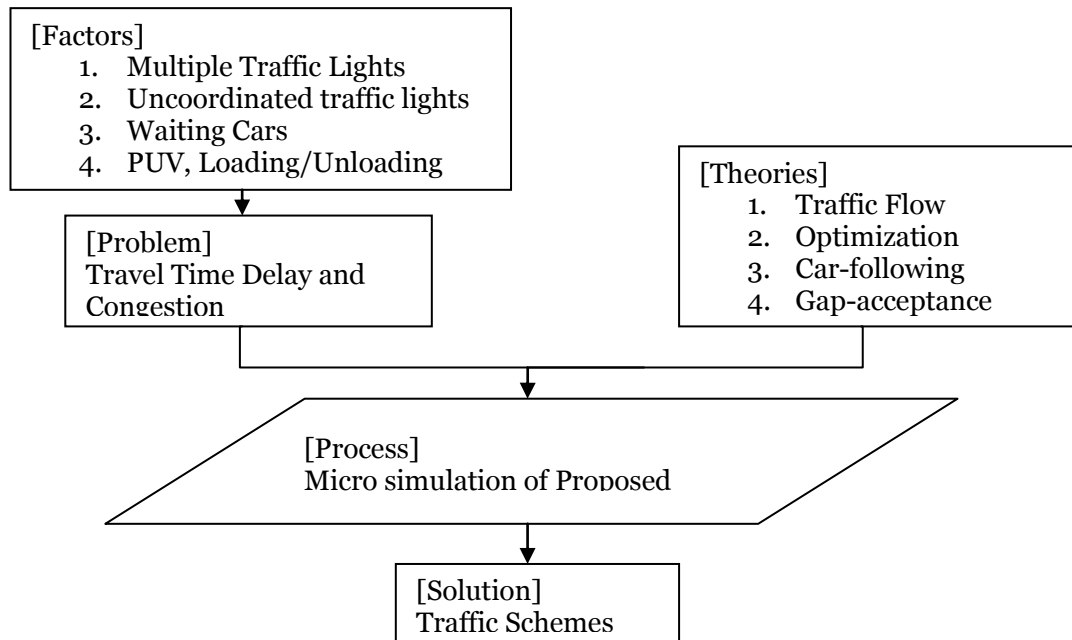 [Factors]
1. Multiple Traffic Lights
2. Uncoordinated traffic lights
3. Waiting Cars
4. PUV, Loading/Unloading
[Theories]
1. Traffic Flow
2. Optimization
3. Car-following
4. Gap-acceptance
[Problem]
Travel Time Delay and
Congestion
[Process]
Micro simulation of Proposed
[Solution]
Traffic Schemes